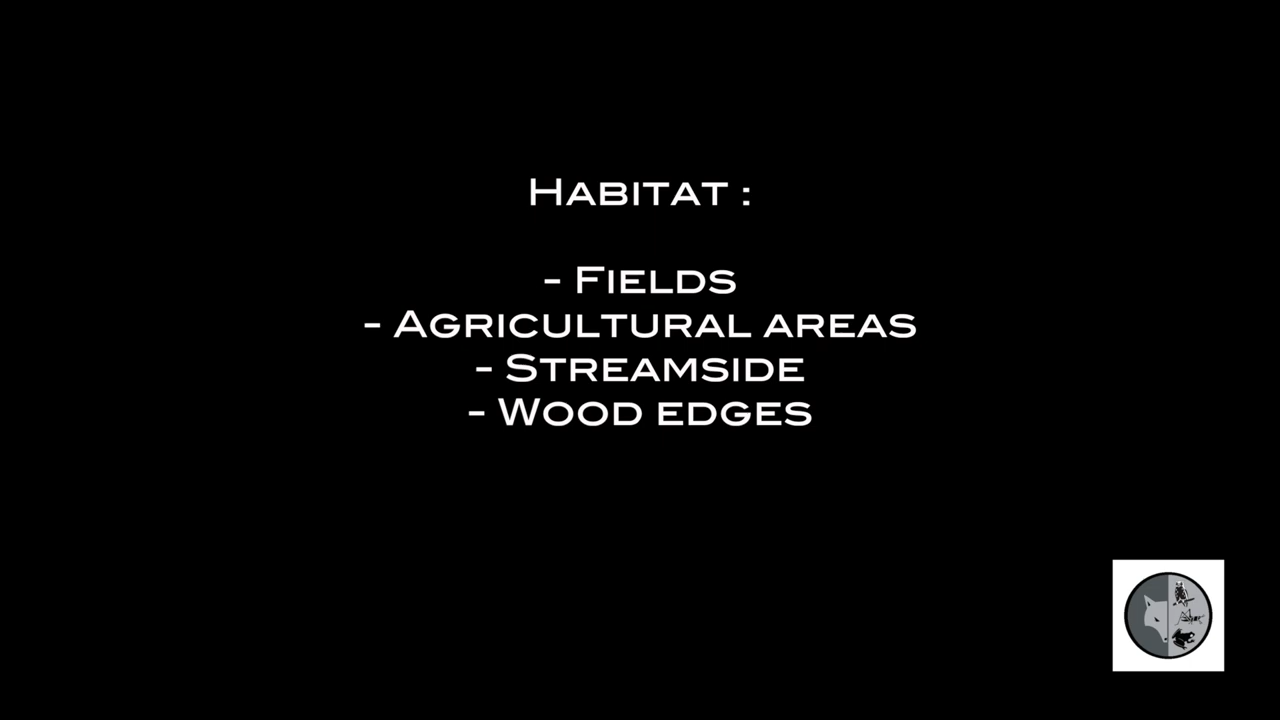 Habitat :
- Fields
- Agricultural areas
- Streamside
- Wood edges